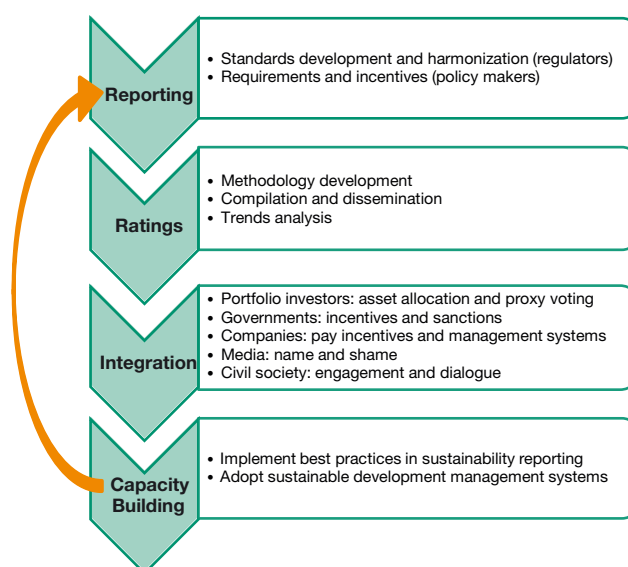 Reporting
• Standards development and harmonization (regulators)
• Requirements and incentives (policy makers)
Ratings
• Methodology development
• Compilation and dissemination
• Trends analysis
Integration
• Portfolio investors: asset allocation and proxy voting
• Governments: incentives and sanctions
• Companies: pay incentives and management systems
• Media: name and shame
• Civil society: engagement and dialogue
Capacity
Building
• Implement best practices in sustainability reporting
• Adopt sustainable development management systems